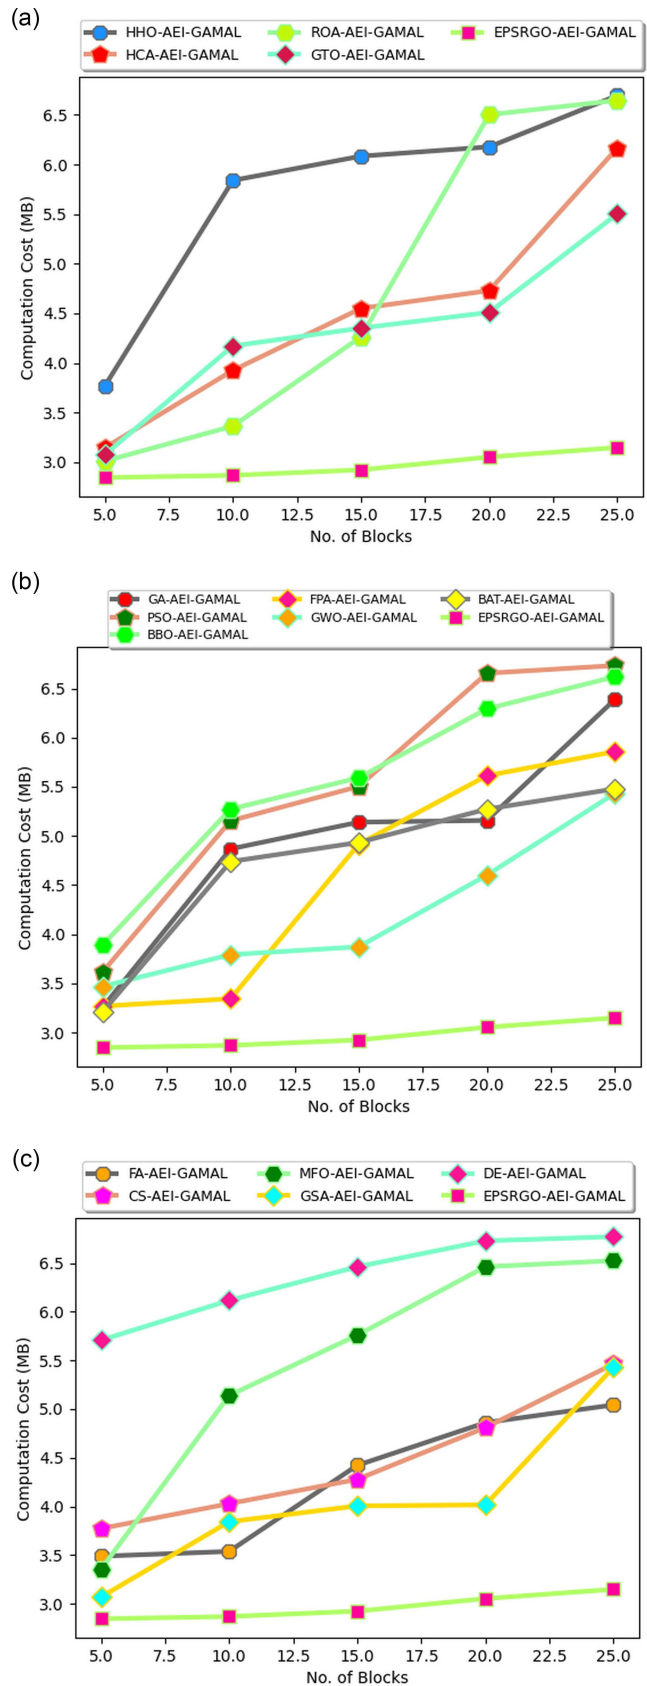 (a)
HHO-AEI-GAMAL ROA-AEI-GAMAL EPSRGO-AEI-GAMAL
HCA-AEI-GAMAL GTO-AEI-GAMAL
6.5
6.0
5.5
5.0
4.5
4.0
3.5
3.0
Computation Cost (MB)
5.0 7.5 10.0 12.5 15.0 17.5 20.0 22.5 25.0
No. of Blocks
(b)
GA-AEI-GAMAL FPA-AEI-GAMAL BAT-AEI-GAMAL
PSO-AEI-GAMAL GWO-AEI-GAMAL EPSRGO-AEI-GAMAL
BBO-AEI-GAMAL
6.5
6.0
5.5
5.0
4.5
4.0
3.5
3.0
Computation Cost (MB)
5.0 7.5 10.0 12.5 15.0 17.5 20.0 22.5 25.0
No. of Blocks
(c)
FA-AEI-GAMAL MFO-AEI-GAMAL DE-AEI-GAMAL
CS-AEI-GAMAL GSA-AEI-GAMAL EPSRGO-AEI-GAMAL
6.5
6.0
5.5
5.0
4.5
4.0
3.5
3.0
Computation Cost (MB)
5.0 7.5 10.0 12.5 15.0 17.5 20.0 22.5 25.0
No. of Blocks